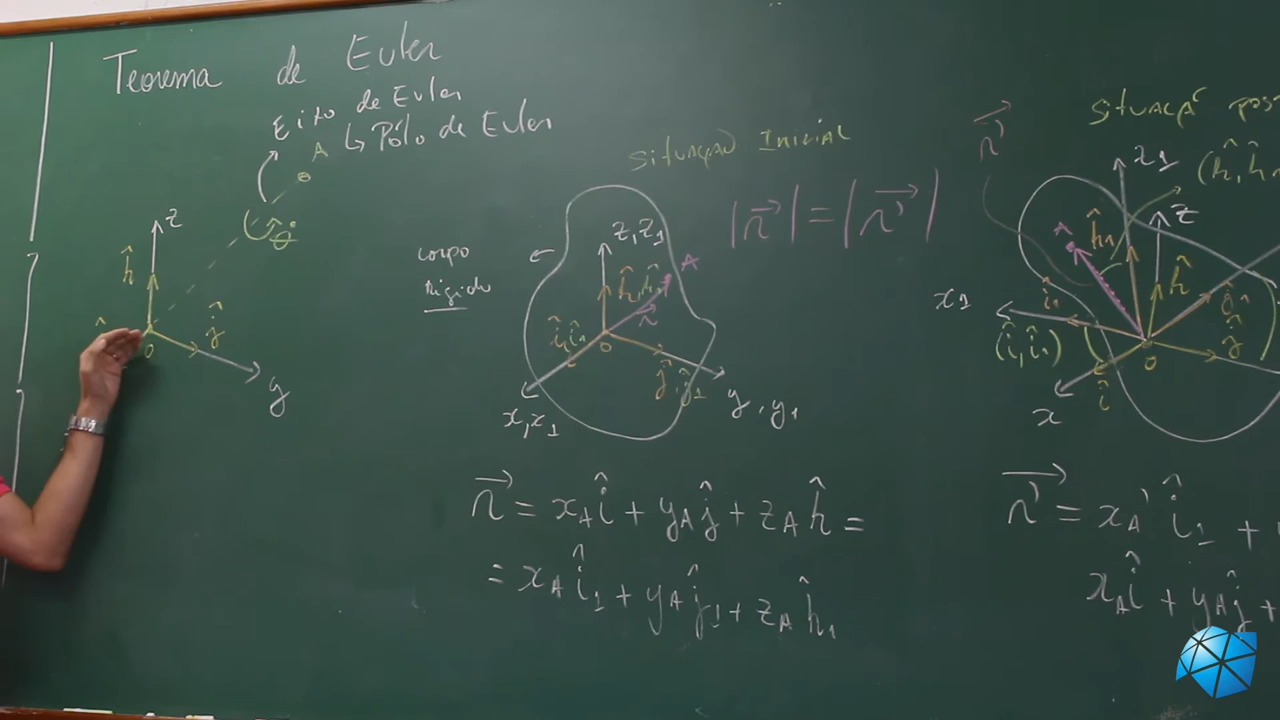 Teorema de Euler
Eixo de Euler
↳ Pólo de Euler
A
θ
z
ĥ
ĵ
O
y
Situação Inicial
|r⃗| = |r⃗'|
corpo
rígido
z, z₁
ĥ, ĥ₁
A
r⃗
î, î₁
O
ĵ, ĵ₁
x, x₁
y, y₁
r⃗ = x_A î + y_A ĵ + z_A ĥ =
= x_A î₁ + y_A ĵ₁ + z_A ĥ₁
r⃗'
z₁
z
A
ĥ₁
ĥ
x₁
î₁
(î, î₁)
ĵ
O
î
x
r⃗' = x_A' î₁ +
x_A î + y_A ĵ +